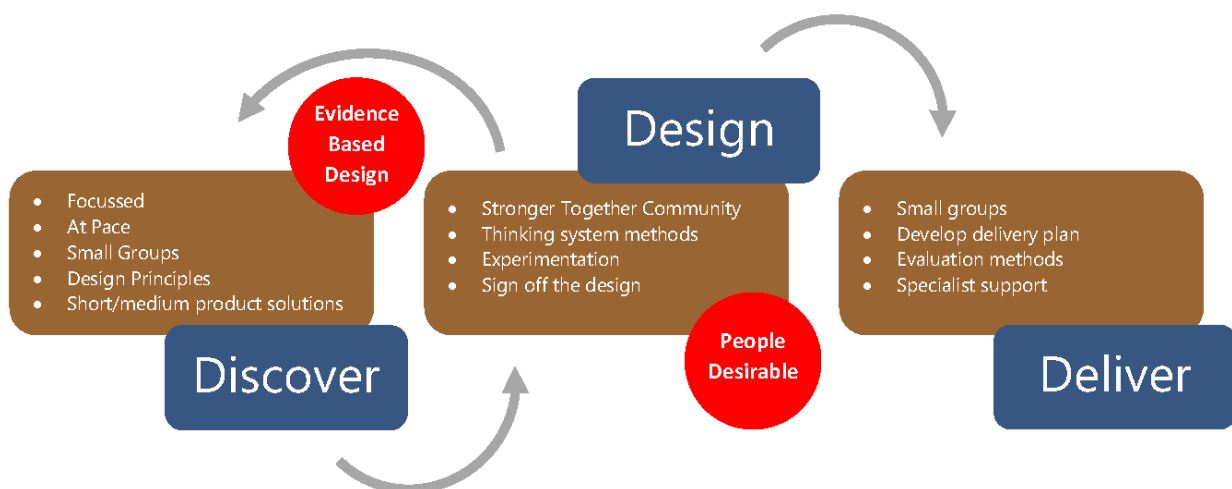 Evidence
Based
Design
• Focussed
• At Pace
• Small Groups
• Design Principles
• Short/medium product solutions
Discover
Design
• Stronger Together Community
• Thinking system methods
• Experimentation
• Sign off the design
People
Desirable
• Small groups
• Develop delivery plan
• Evaluation methods
• Specialist support
Deliver